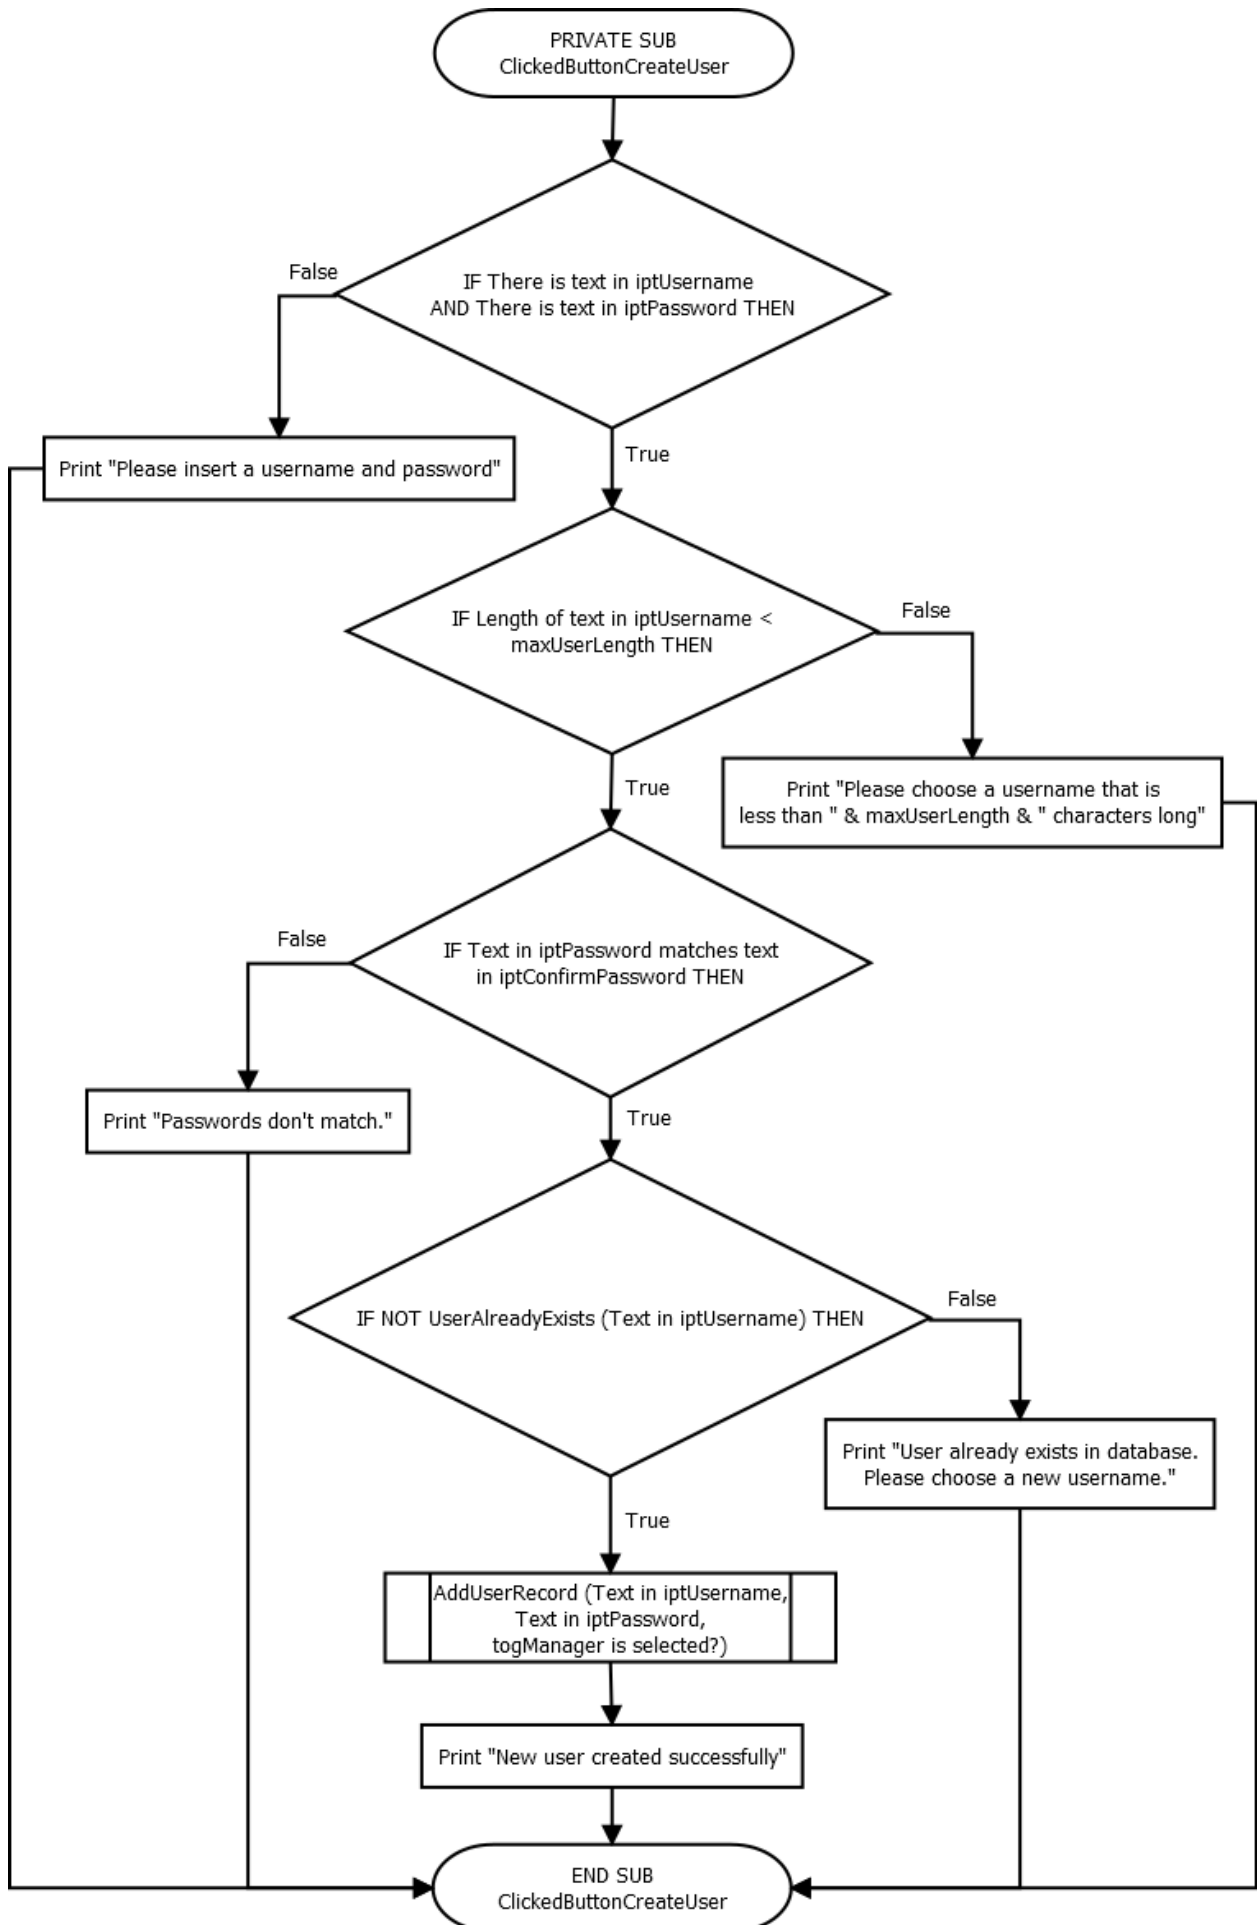 PRIVATE SUB
ClickedButtonCreateUser
False
IF There is text in iptUsername
AND There is text in iptPassword THEN
Print "Please insert a username and password"
True
False
IF Length of text in iptUsername <
maxUserLength THEN
True
Print "Please choose a username that is
less than " & maxUserLength & " characters long"
False
IF Text in iptPassword matches text
in iptConfirmPassword THEN
Print "Passwords don't match."
True
False
IF NOT UserAlreadyExists (Text in iptUsername) THEN
Print "User already exists in database.
Please choose a new username."
True
AddUserRecord (Text in iptUsername,
Text in iptPassword,
togManager is selected?)
Print "New user created successfully"
END SUB
ClickedButtonCreateUser